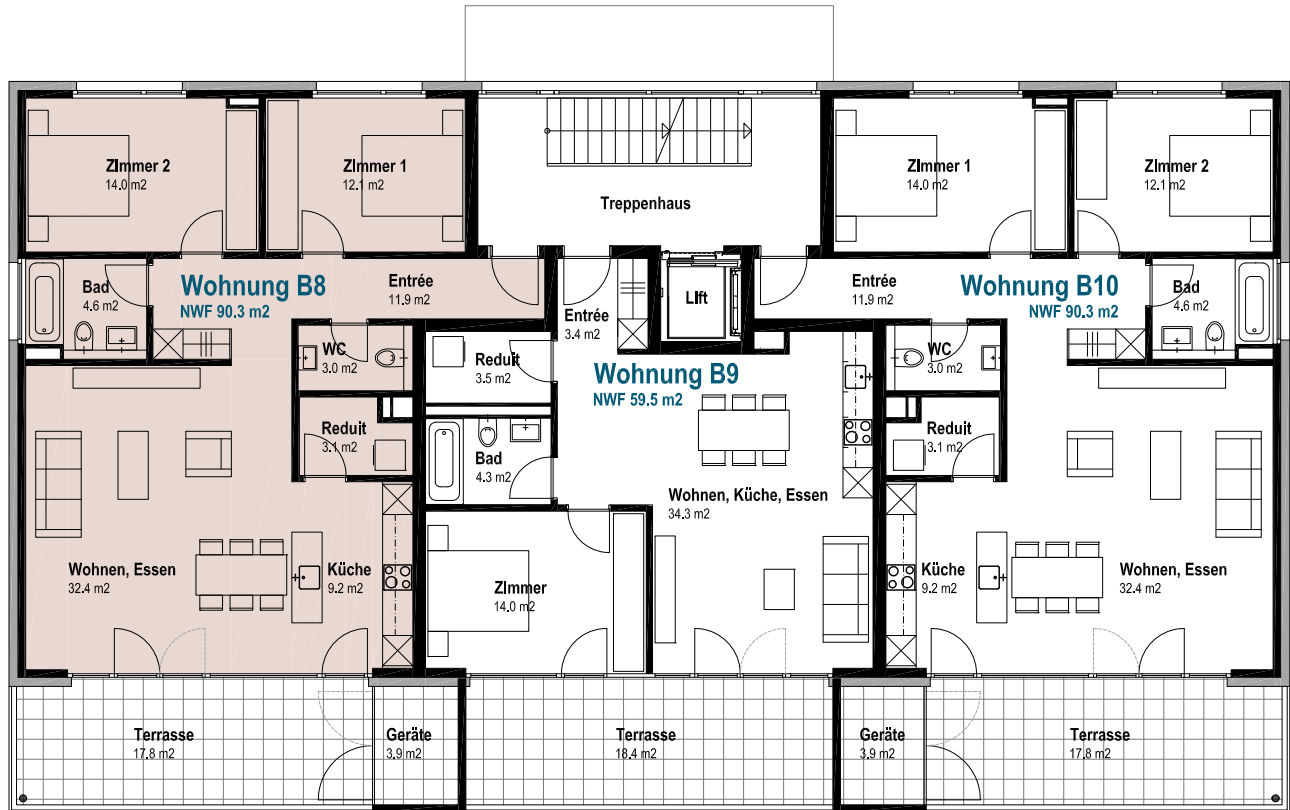 Zimmer 2
14.0 m2
Zimmer 1
12.1 m2
Treppenhaus
Zimmer 1
14.0 m2
Zimmer 2
12.1 m2
Bad
4.6 m2
Wohnung B8
NWF 90.3 m2
Entrée
11.9 m2
Entrée
3.4 m2
Lift
Entrée
11.9 m2
Wohnung B10
NWF 90.3 m2
Bad
4.6 m2
WC
3.0 m2
Reduit
3.5 m2
Wohnung B9
NWF 59.5 m2
WC
3.0 m2
Reduit
3.1 m2
Bad
4.3 m2
Reduit
3.1 m2
Wohnen, Küche, Essen
34.3 m2
Wohnen, Essen
32.4 m2
Küche
9.2 m2
Zimmer
14.0 m2
Küche
9.2 m2
Wohnen, Essen
32.4 m2
Terrasse
17.8 m2
Geräte
3.9 m2
Terrasse
18.4 m2
Geräte
3.9 m2
Terrasse
17.8 m2